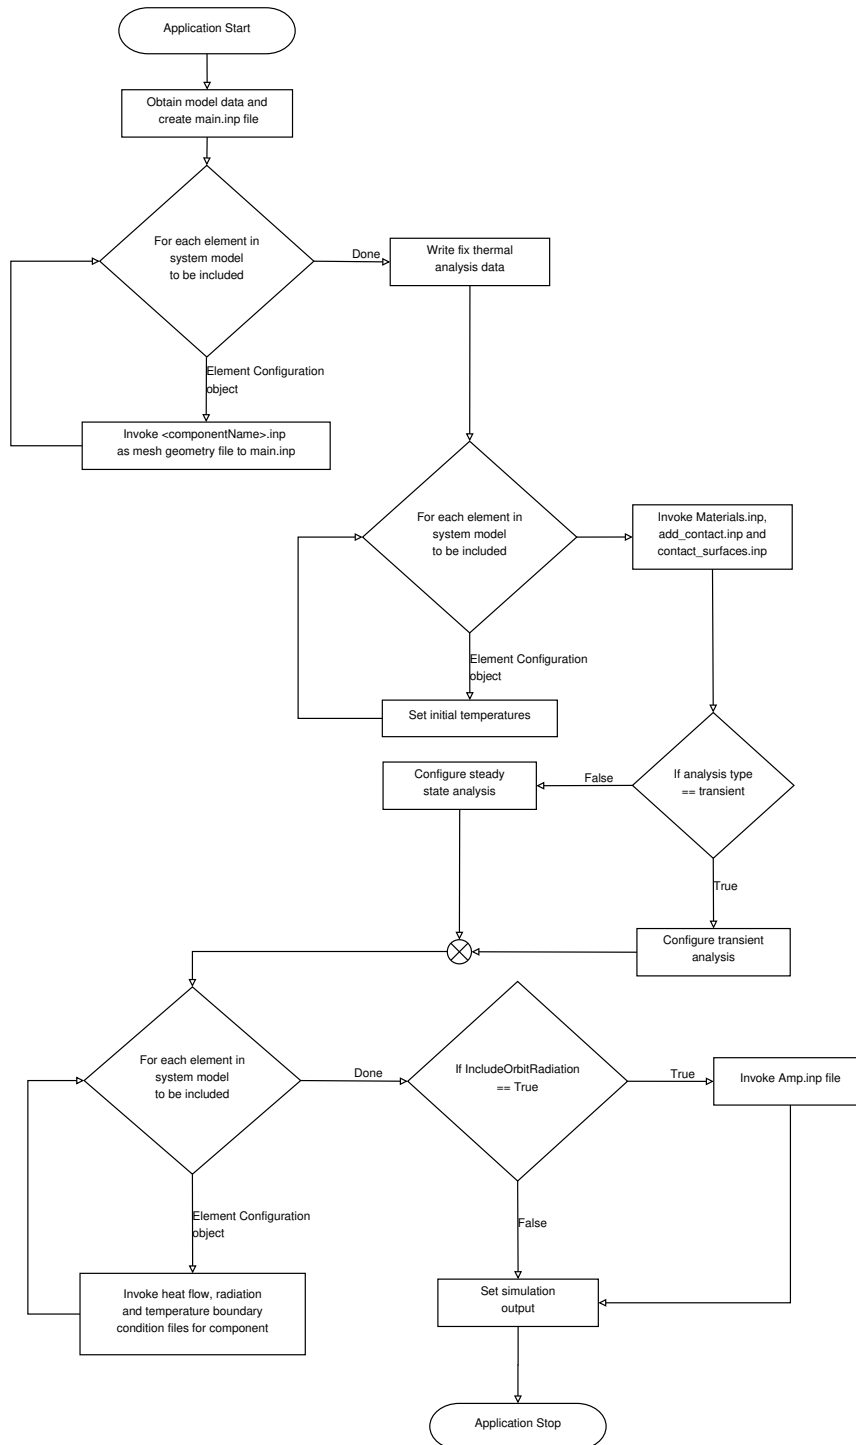 Application Start
Obtain model data and
create main.inp file
For each element in
system model
to be included
Done
Write fix thermal
analysis data
Element Configuration
object
Invoke <componentName>.inp
as mesh geometry file to main.inp
For each element in
system model
to be included
Invoke Materials.inp,
add_contact.inp and
contact_surfaces.inp
Element Configuration
object
Set initial temperatures
If analysis type
== transient
False
Configure steady
state analysis
True
Configure transient
analysis
For each element in
system model
to be included
Done
If IncludeOrbitRadiation
== True
True
Invoke Amp.inp file
Element Configuration
object
False
Invoke heat flow, radiation
and temperature boundary
condition files for component
Set simulation
output
Application Stop